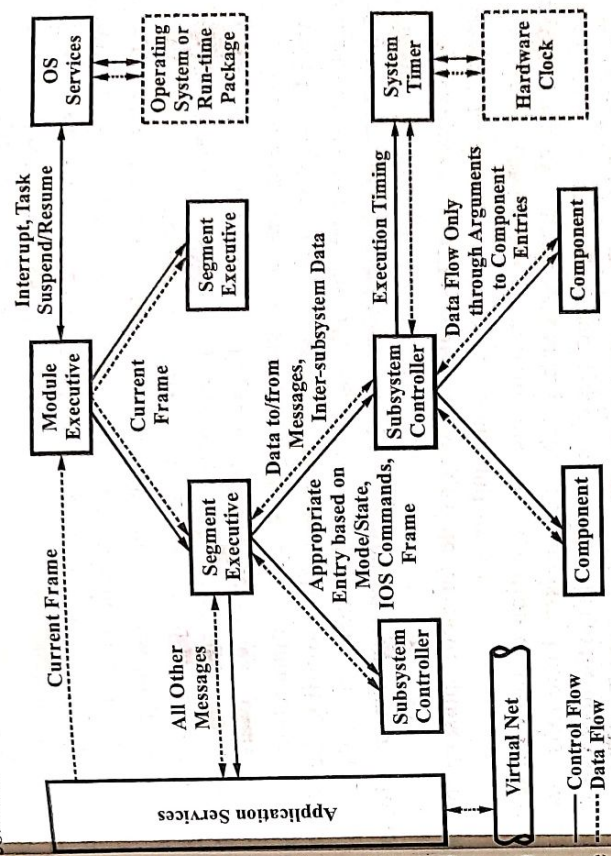 OS
Services
Operating
System or
Run-time
Package
Interrupt, Task
Suspend/Resume
Module
Executive
Current Frame
Current
Frame
Segment
Executive
Segment
Executive
All Other
Messages
Application Services
Data to/from
Messages,
Inter-subsystem Data
Appropriate
Entry based on
Mode/State,
IOS Commands,
Frame
Subsystem
Controller
Subsystem
Controller
Execution Timing
System
Timer
Hardware
Clock
Data Flow Only
through Arguments
to Component
Entries
Component
Component
Virtual Net
Control Flow
Data Flow